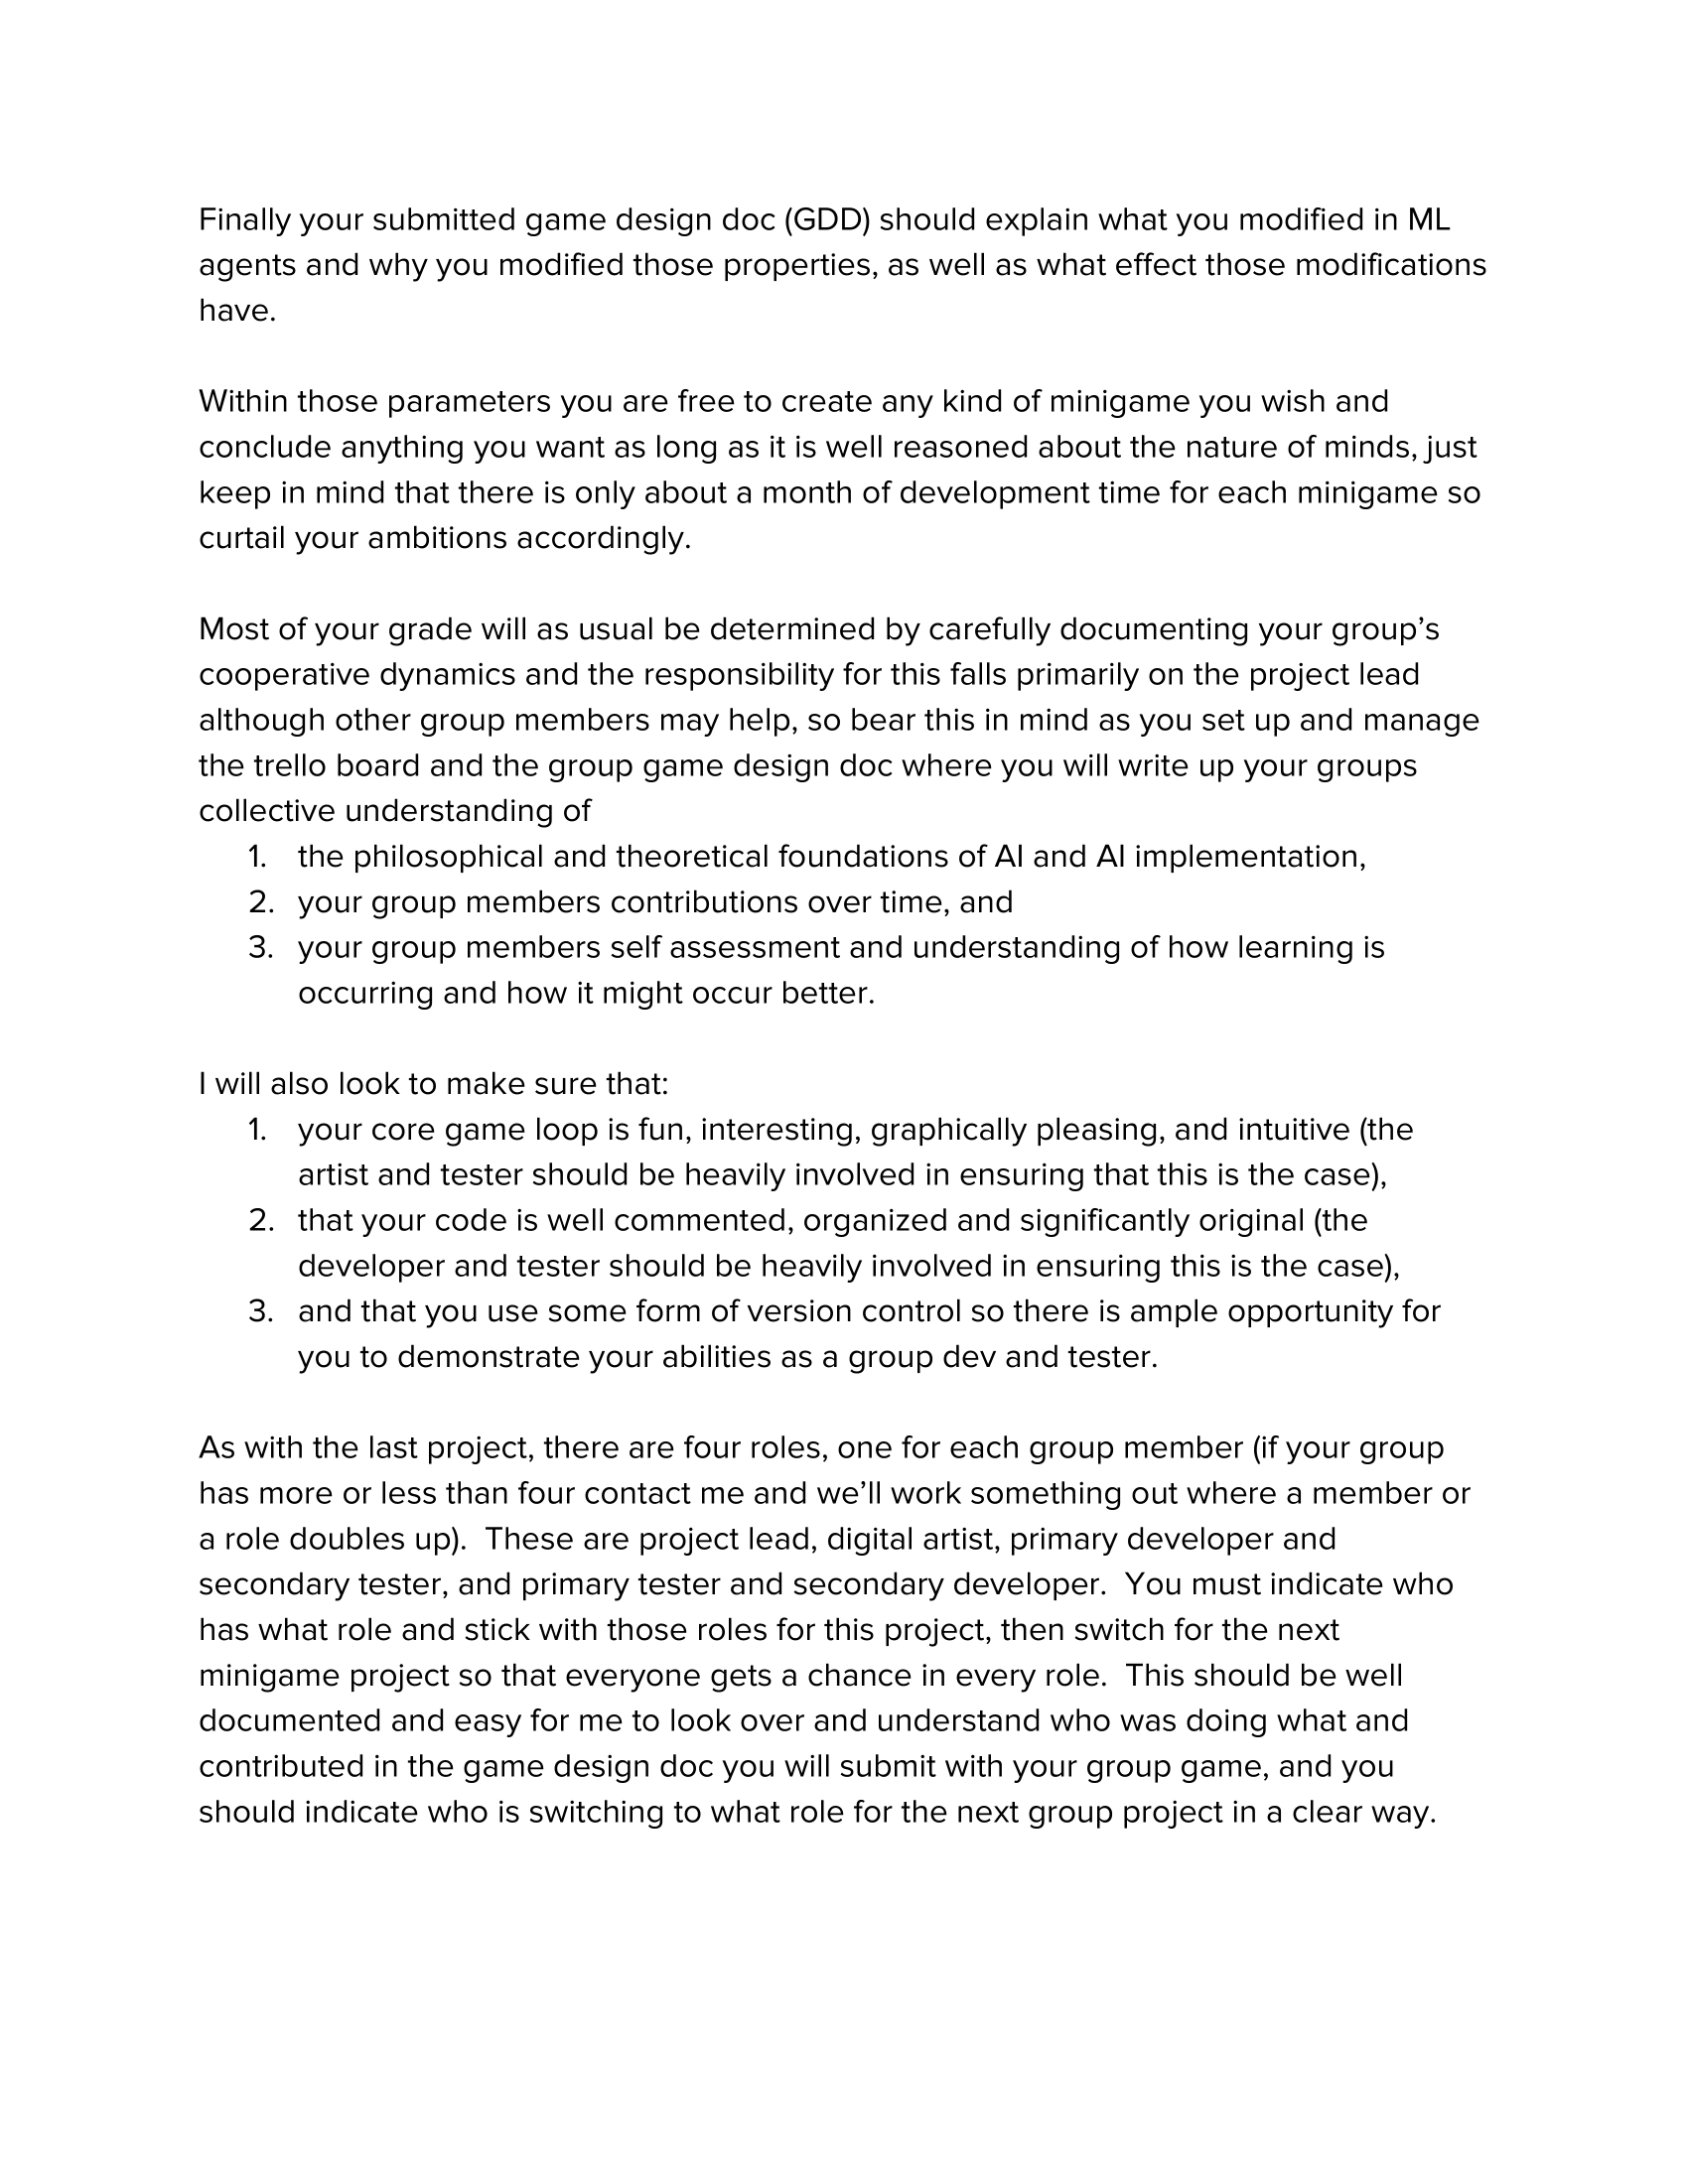 Finally your submitted game design doc (GDD) should explain what you modified in ML
agents and why you modified those properties, as well as what effect those modifications
have.
Within those parameters you are free to create any kind of minigame you wish and
conclude anything you want as long as it is well reasoned about the nature of minds, just
keep in mind that there is only about a month of development time for each minigame so
curtail your ambitions accordingly.
Most of your grade will as usual be determined by carefully documenting your group’s
cooperative dynamics and the responsibility for this falls primarily on the project lead
although other group members may help, so bear this in mind as you set up and manage
the trello board and the group game design doc where you will write up your groups
collective understanding of
1. the philosophical and theoretical foundations of AI and AI implementation,
2. your group members contributions over time, and
3. your group members self assessment and understanding of how learning is
occurring and how it might occur better.
I will also look to make sure that:
1. your core game loop is fun, interesting, graphically pleasing, and intuitive (the
artist and tester should be heavily involved in ensuring that this is the case),
2. that your code is well commented, organized and significantly original (the
developer and tester should be heavily involved in ensuring this is the case),
3. and that you use some form of version control so there is ample opportunity for
you to demonstrate your abilities as a group dev and tester.
As with the last project, there are four roles, one for each group member (if your group
has more or less than four contact me and we’ll work something out where a member or
a role doubles up).  These are project lead, digital artist, primary developer and
secondary tester, and primary tester and secondary developer.  You must indicate who
has what role and stick with those roles for this project, then switch for the next
minigame project so that everyone gets a chance in every role.  This should be well
documented and easy for me to look over and understand who was doing what and
contributed in the game design doc you will submit with your group game, and you
should indicate who is switching to what role for the next group project in a clear way.